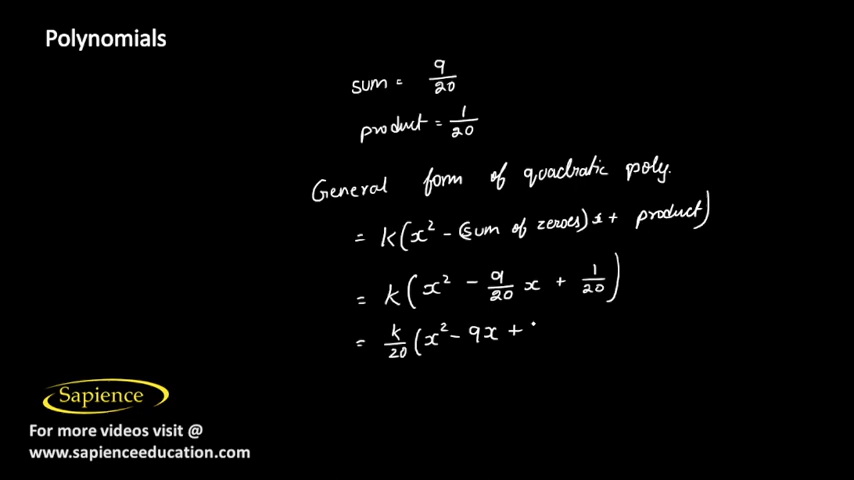 Polynomials
sum = 9/20
product = 1/20
General form of quadratic poly.
= k(x² - (sum of zeroes)x + product)
= k(x² - 9/20 x + 1/20)
= k/20 (x² - 9x +
Sapience
For more videos visit @
www.sapienceeducation.com